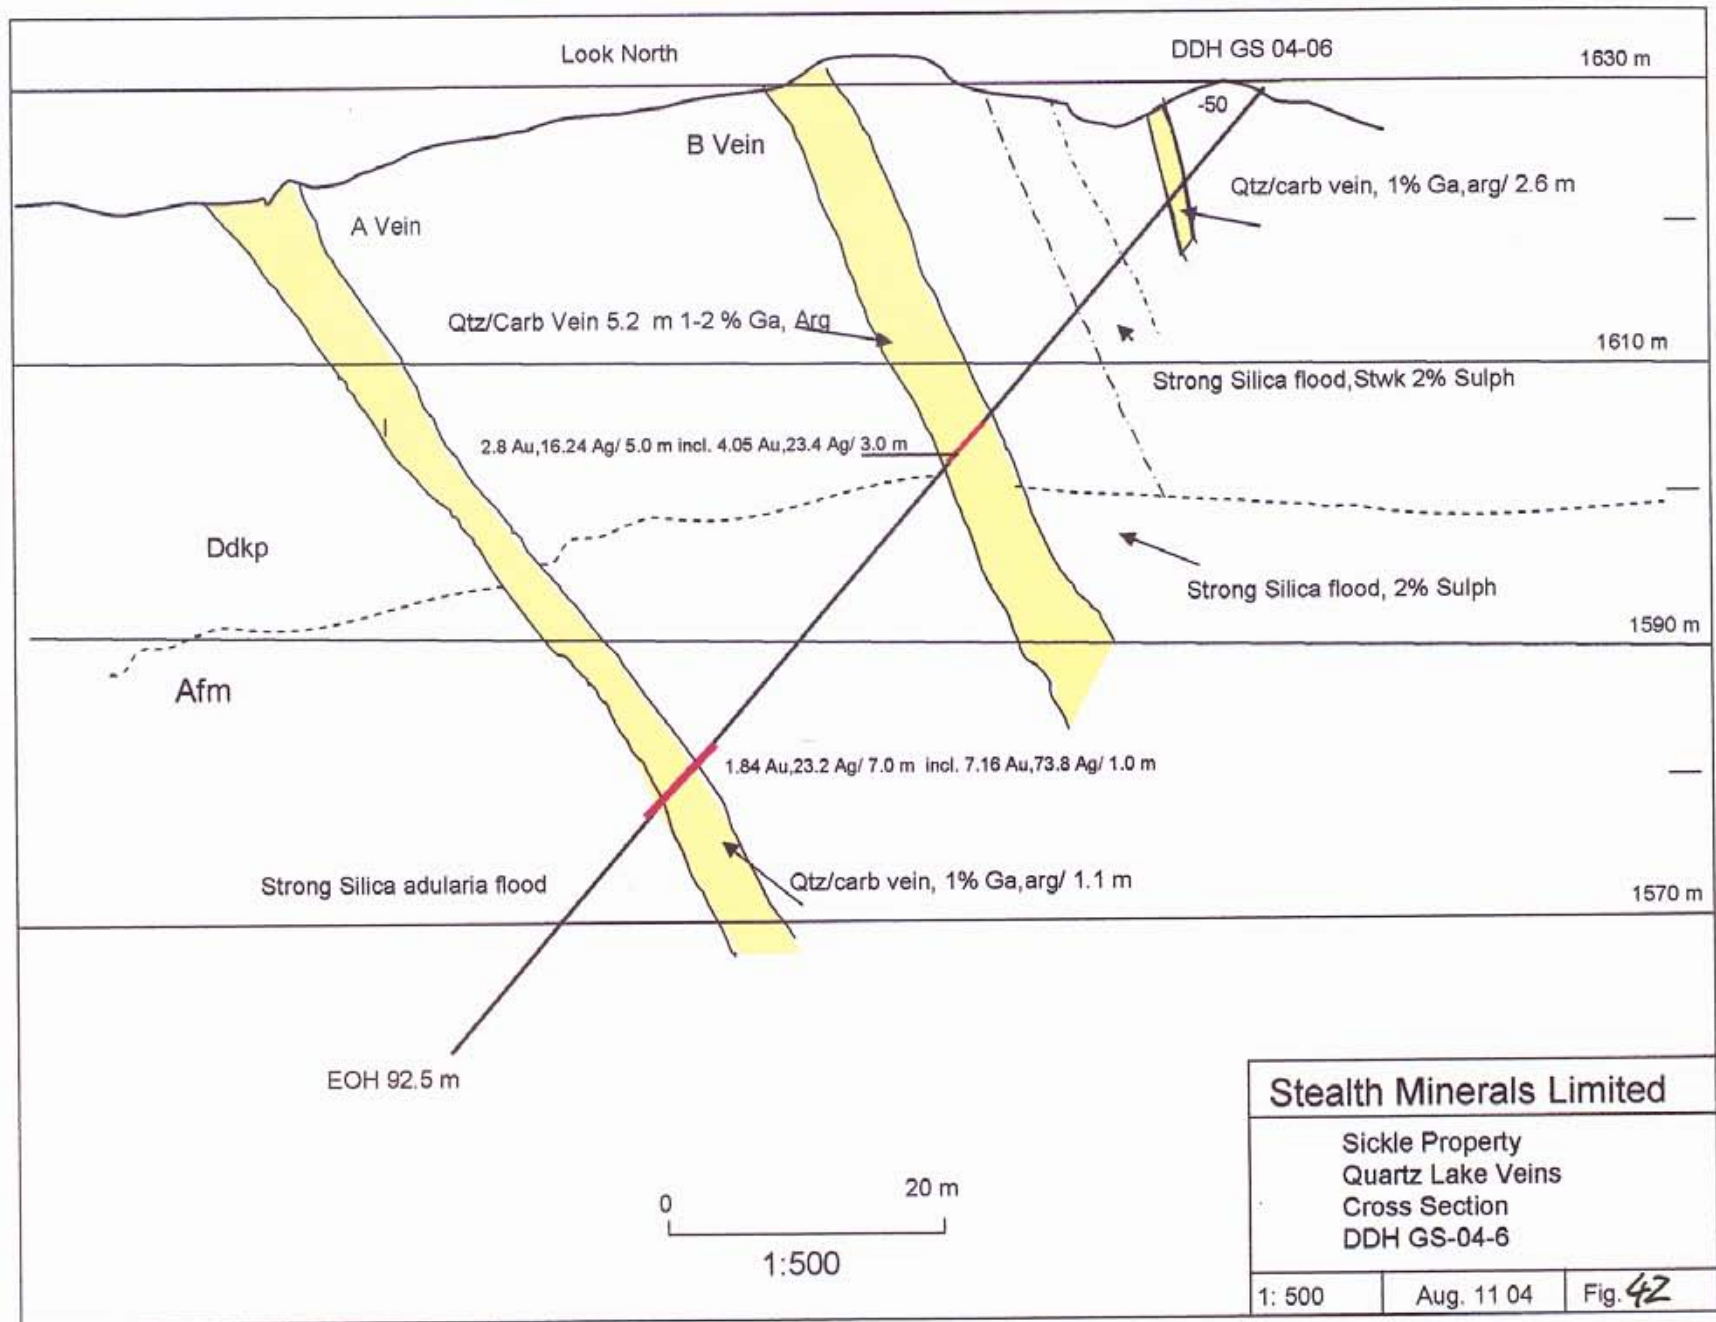 Look North
DDH GS 04-06
1630 m
-50
B Vein
Qtz/carb vein, 1% Ga,arg/ 2.6 m
A Vein
Qtz/Carb Vein 5.2 m 1-2 % Ga, Arg
1610 m
Strong Silica flood,Stwk 2% Sulph
2.8 Au,16.24 Ag/ 5.0 m incl. 4.05 Au,23.4 Ag/ 3.0 m
Ddkp
Strong Silica flood, 2% Sulph
1590 m
Afm
1.84 Au,23.2 Ag/ 7.0 m incl. 7.16 Au,73.8 Ag/ 1.0 m
Strong Silica adularia flood
Qtz/carb vein, 1% Ga,arg/ 1.1 m
1570 m
EOH 92.5 m
0
20 m
1:500
Stealth Minerals Limited
Sickle Property
Quartz Lake Veins
Cross Section
DDH GS-04-6
1: 500
Aug. 11 04
Fig. 42